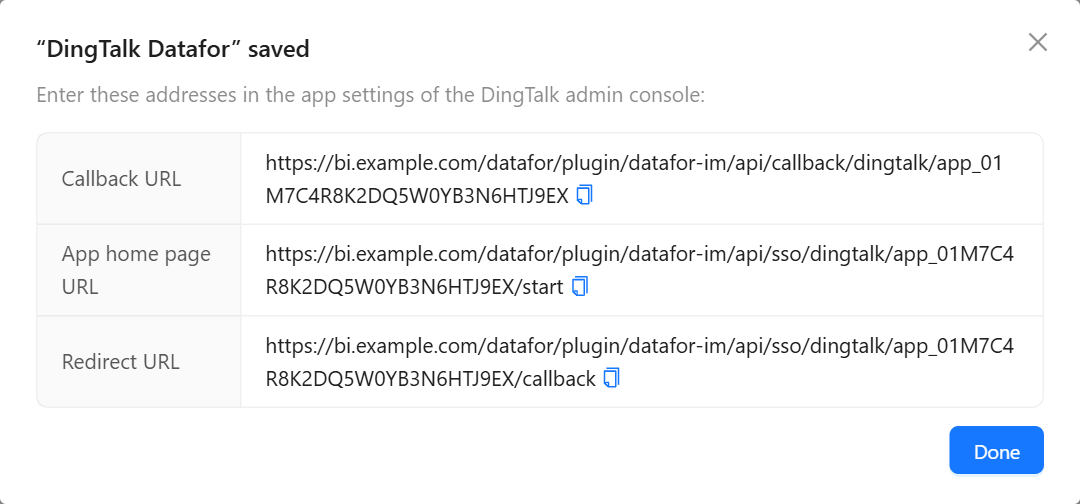 “DingTalk Datafor” saved
Enter these addresses in the app settings of the DingTalk admin console:
Callback URL
https://bi.example.com/datafor/plugin/datafor-im/api/callback/dingtalk/app_01
M7C4R8K2DQ5W0YB3N6HTJ9EX
App home page
URL
https://bi.example.com/datafor/plugin/datafor-im/api/sso/dingtalk/app_01M7C4
R8K2DQ5W0YB3N6HTJ9EX/start
Redirect URL
https://bi.example.com/datafor/plugin/datafor-im/api/sso/dingtalk/app_01M7C4
R8K2DQ5W0YB3N6HTJ9EX/callback
Done